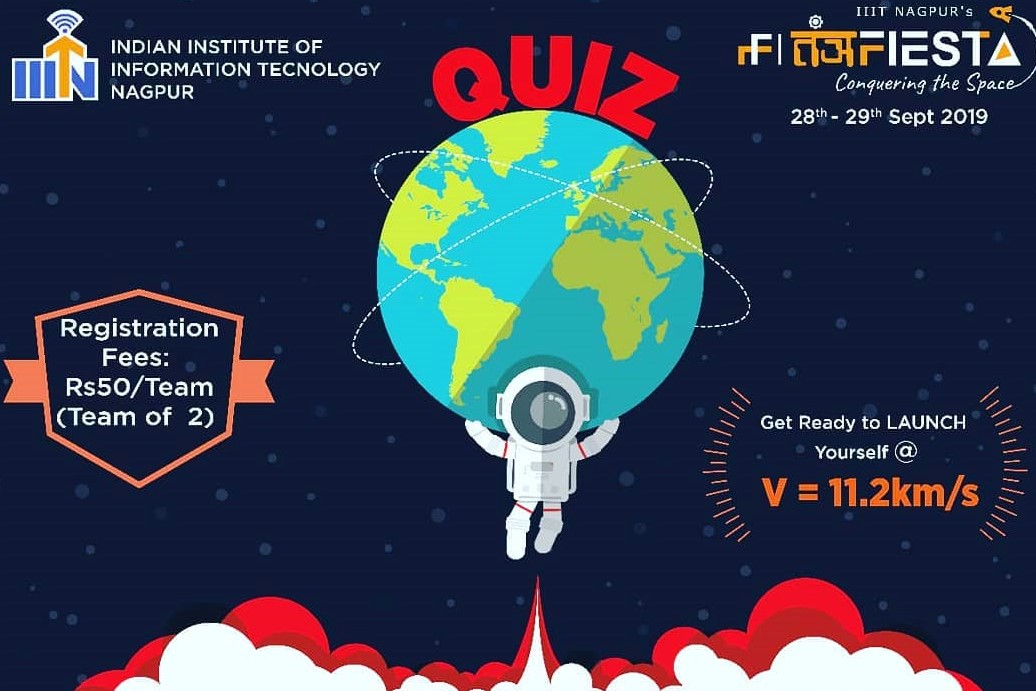 IIITN
INDIAN INSTITUTE OF
INFORMATION TECNOLOGY
NAGPUR
QUIZ
IIIT NAGPUR's
तंत्रFIESTA
Conquering the Space
28th - 29th Sept 2019
Registration
Fees:
Rs50/Team
(Team of 2)
Get Ready to LAUNCH
Yourself @
V = 11.2km/s